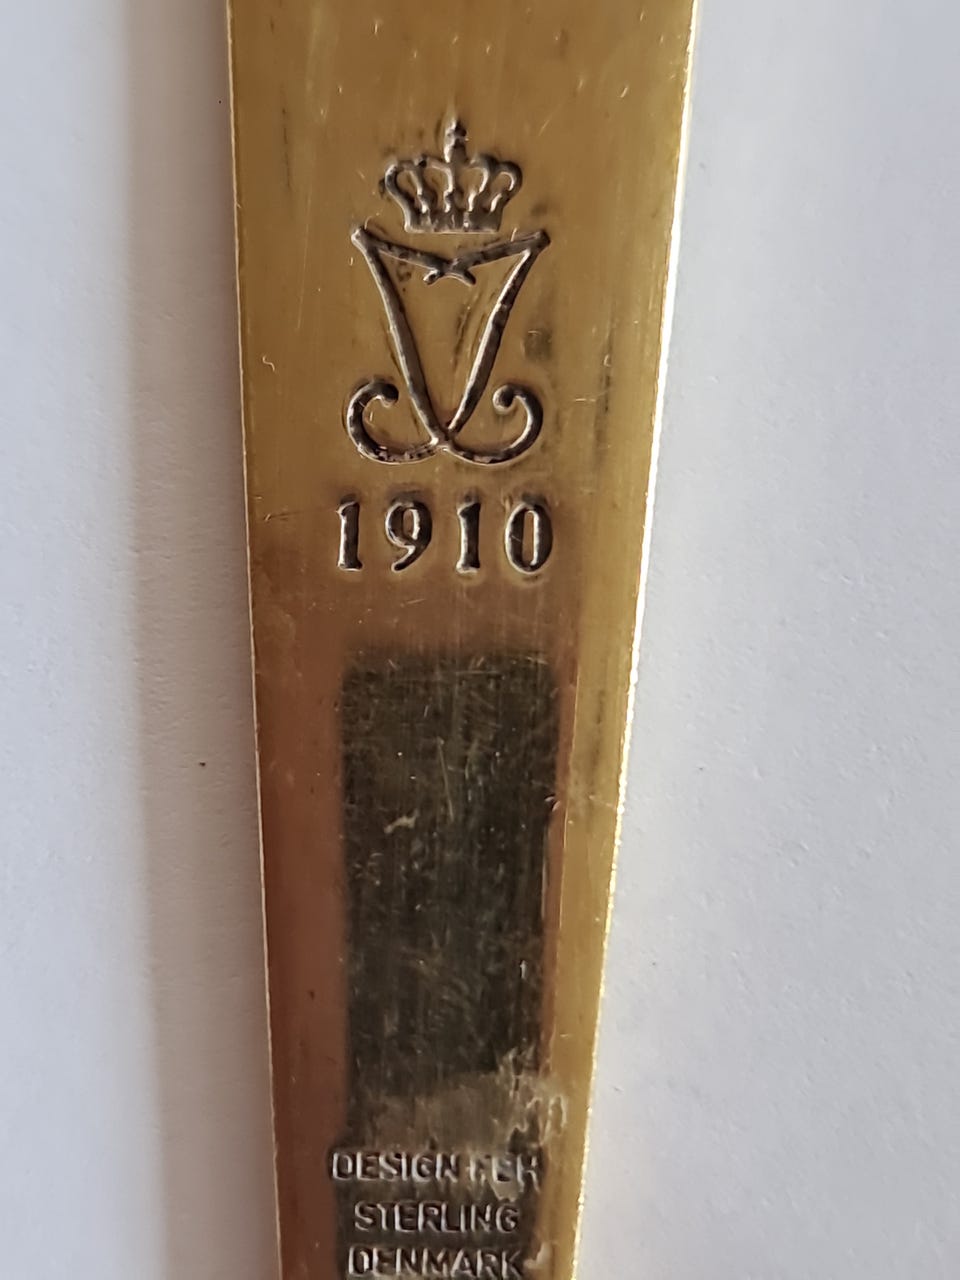 1910
DESIGN
STERLING
DENMARK